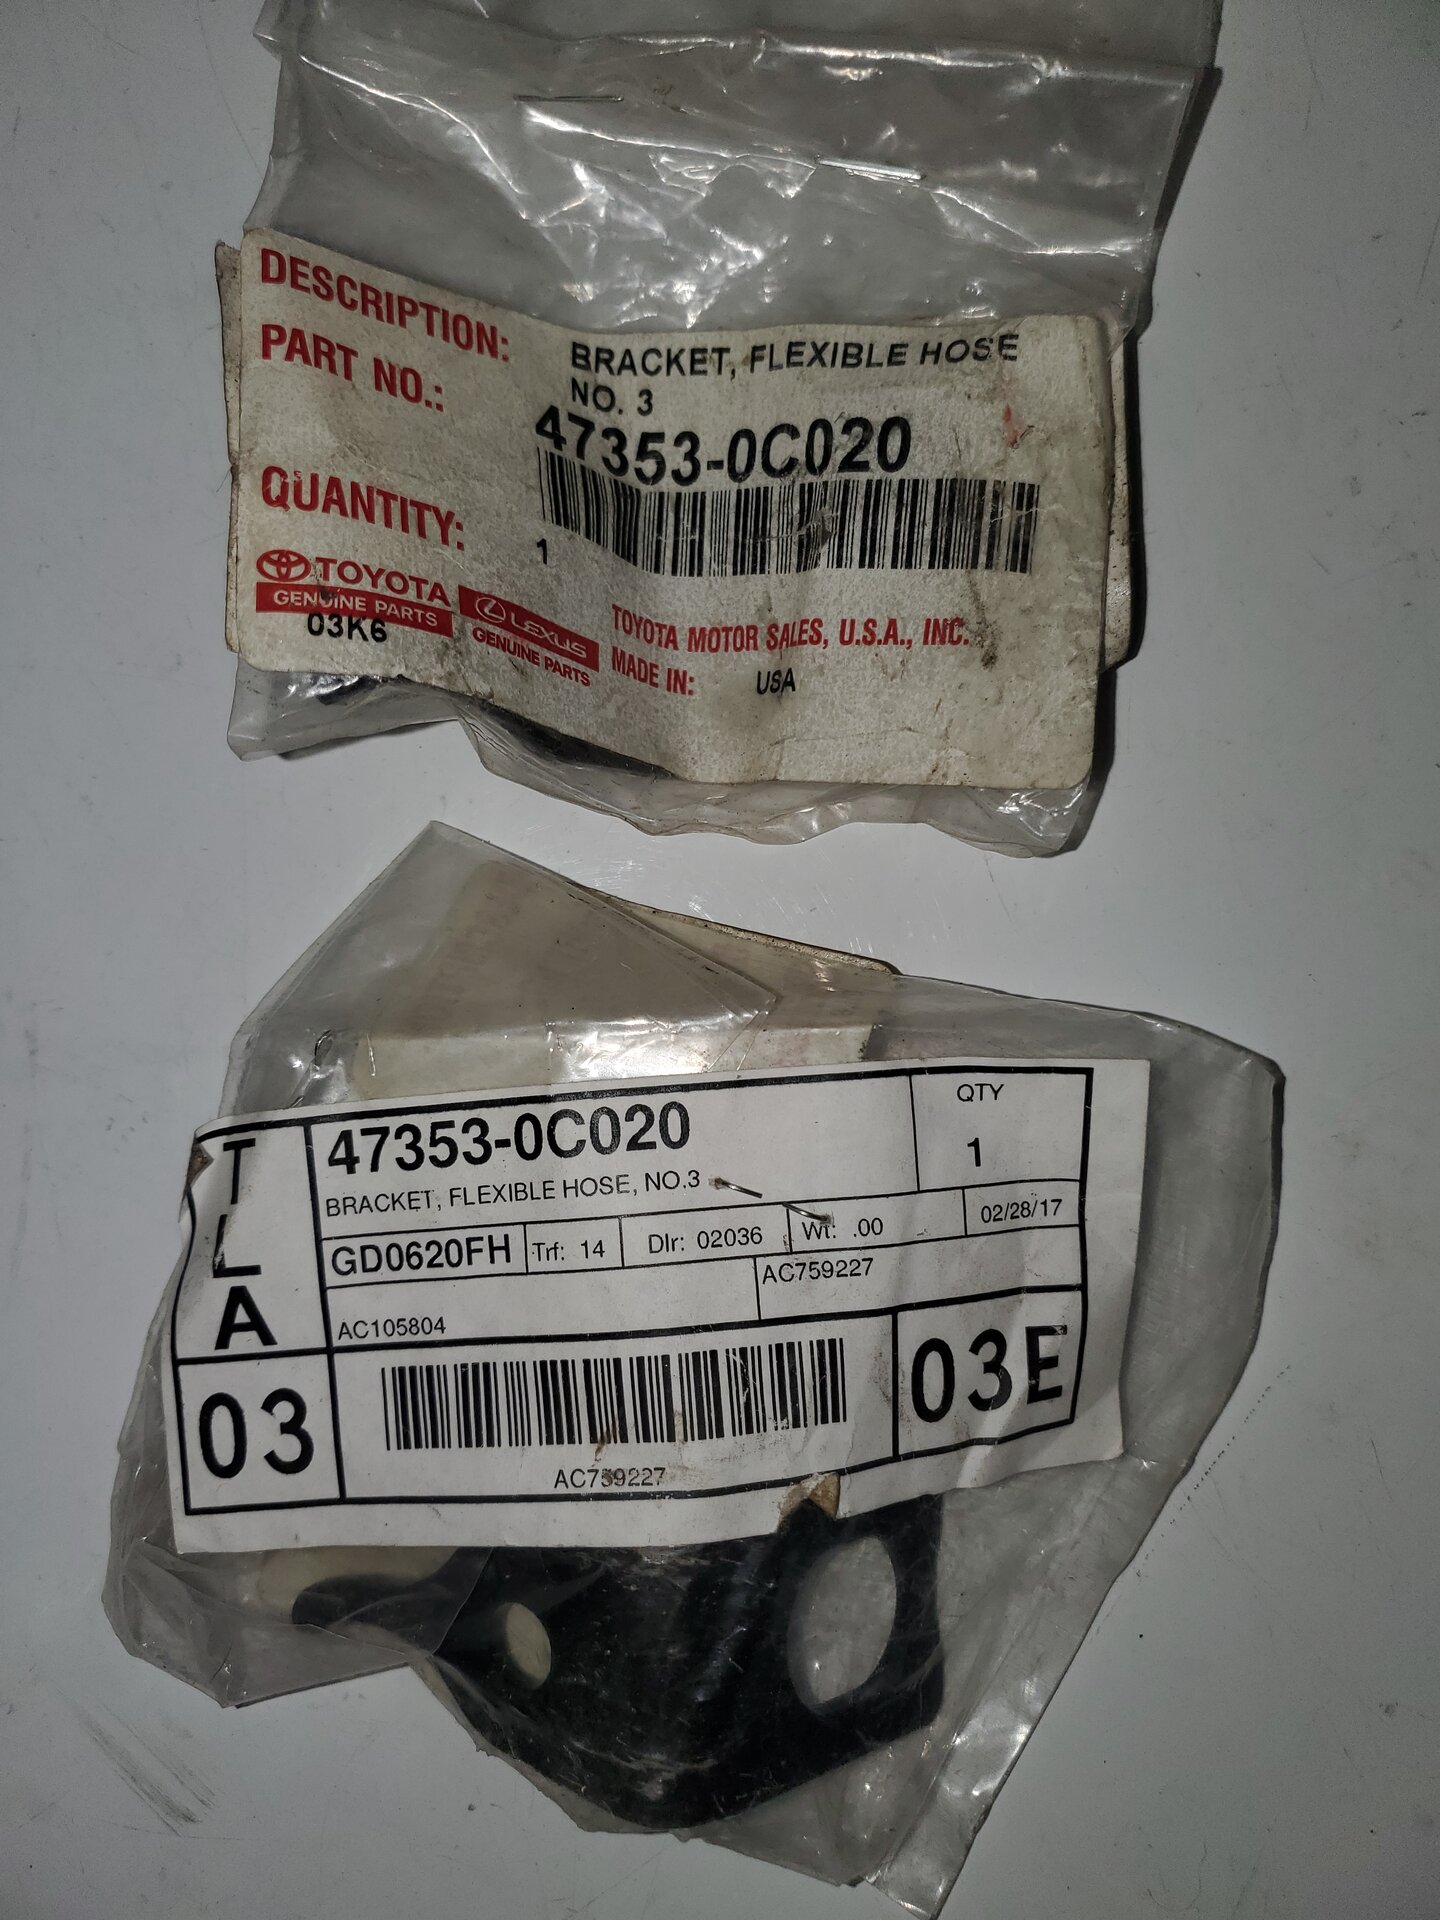 DESCRIPTION: BRACKET, FLEXIBLE HOSE
NO. 3
PART NO.: 47353-0C020
QUANTITY: 1
TOYOTA
GENUINE PARTS
03K6
LEXUS
GENUINE PARTS
TOYOTA MOTOR SALES, U.S.A., INC.
MADE IN: USA
TLA
47353-0C020
BRACKET, FLEXIBLE HOSE, NO.3
QTY
1
GD0620FH Trf: 14 Dlr: 02036 Wt: .00 02/28/17
AC759227
AC105804
03
03E
AC759227